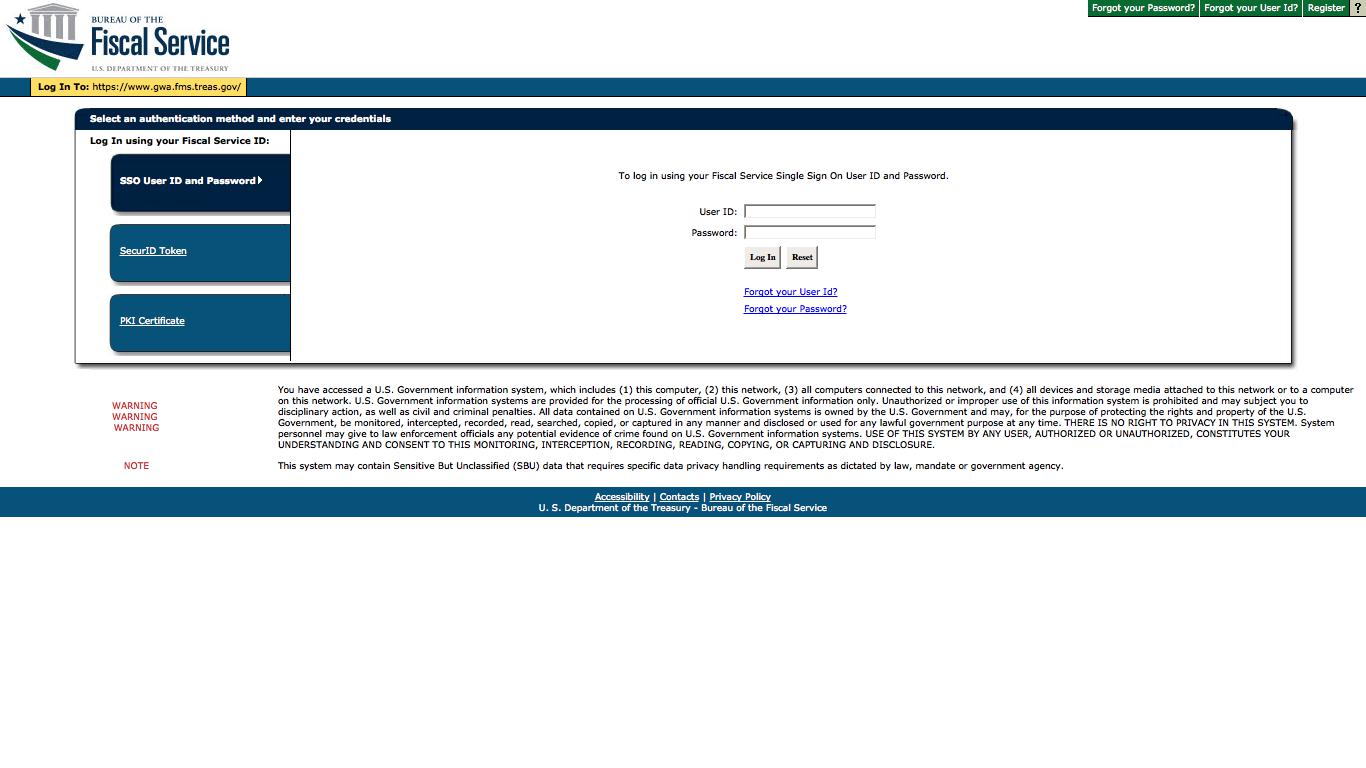 Forgot your Password? Forgot your User Id? Register ?
BUREAU OF THE
Fiscal Service
U.S. DEPARTMENT OF THE TREASURY
Log In To: https://www.gwa.fms.treas.gov/
Select an authentication method and enter your credentials
Log In using your Fiscal Service ID:
SSO User ID and Password
SecurID Token
PKI Certificate
To log in using your Fiscal Service Single Sign On User ID and Password.
User ID:
Password:
Log In Reset
Forgot your User Id?
Forgot your Password?
WARNING
WARNING
WARNING
You have accessed a U.S. Government information system, which includes (1) this computer, (2) this network, (3) all computers connected to this network, and (4) all devices and storage media attached to this network or to a computer
on this network. U.S. Government information systems are provided for the processing of official U.S. Government information only. Unauthorized or improper use of this information system is prohibited and may subject you to
disciplinary action, as well as civil and criminal penalties. All data contained on U.S. Government information systems is owned by the U.S. Government and may, for the purpose of protecting the rights and property of the U.S.
Government, be monitored, intercepted, recorded, read, searched, copied, or captured in any manner and disclosed or used for any lawful government purpose at any time. THERE IS NO RIGHT TO PRIVACY IN THIS SYSTEM. System
personnel may give to law enforcement officials any potential evidence of crime found on U.S. Government information systems. USE OF THIS SYSTEM BY ANY USER, AUTHORIZED OR UNAUTHORIZED, CONSTITUTES YOUR
UNDERSTANDING AND CONSENT TO THIS MONITORING, INTERCEPTION, RECORDING, READING, COPYING, OR CAPTURING AND DISCLOSURE.
NOTE
This system may contain Sensitive But Unclassified (SBU) data that requires specific data privacy handling requirements as dictated by law, mandate or government agency.
Accessibility | Contacts | Privacy Policy
U. S. Department of the Treasury - Bureau of the Fiscal Service